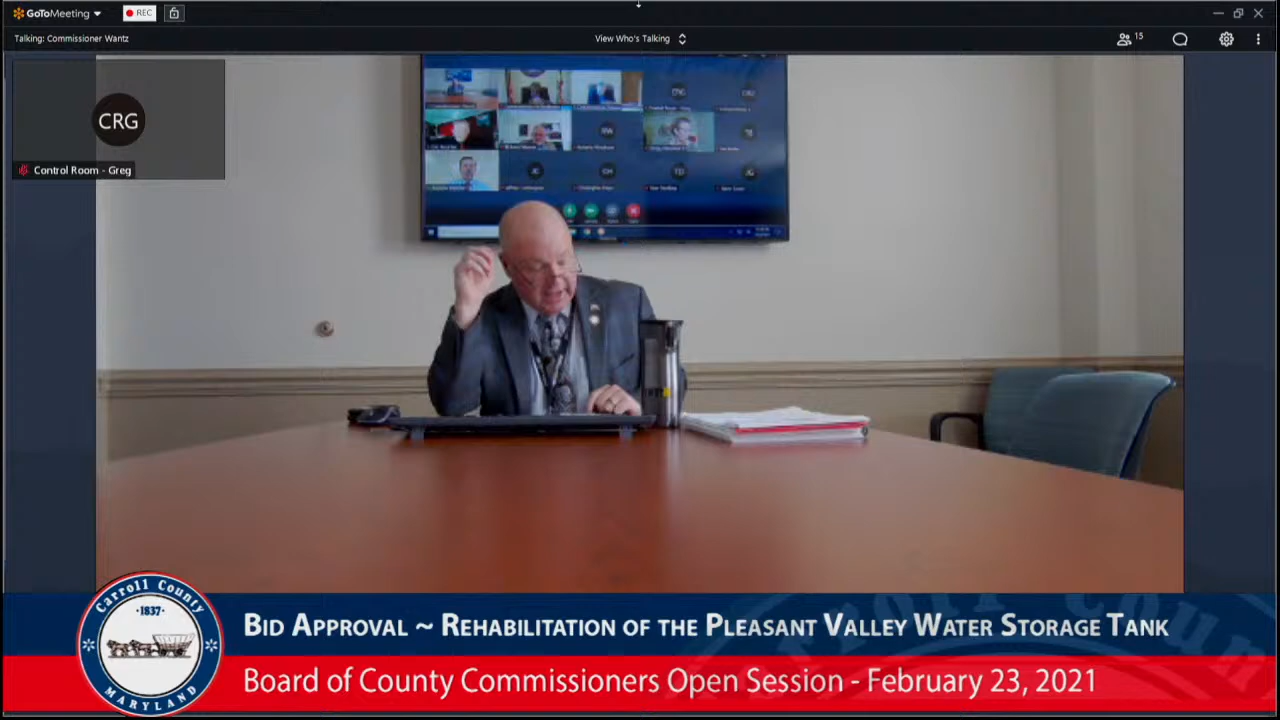 GoToMeeting
REC
Talking: Commissioner Wantz
View Who's Talking
15
CRG
Control Room - Greg
Carroll County
1837
MARYLAND
BID APPROVAL ~ REHABILITATION OF THE PLEASANT VALLEY WATER STORAGE TANK
Board of County Commissioners Open Session - February 23, 2021